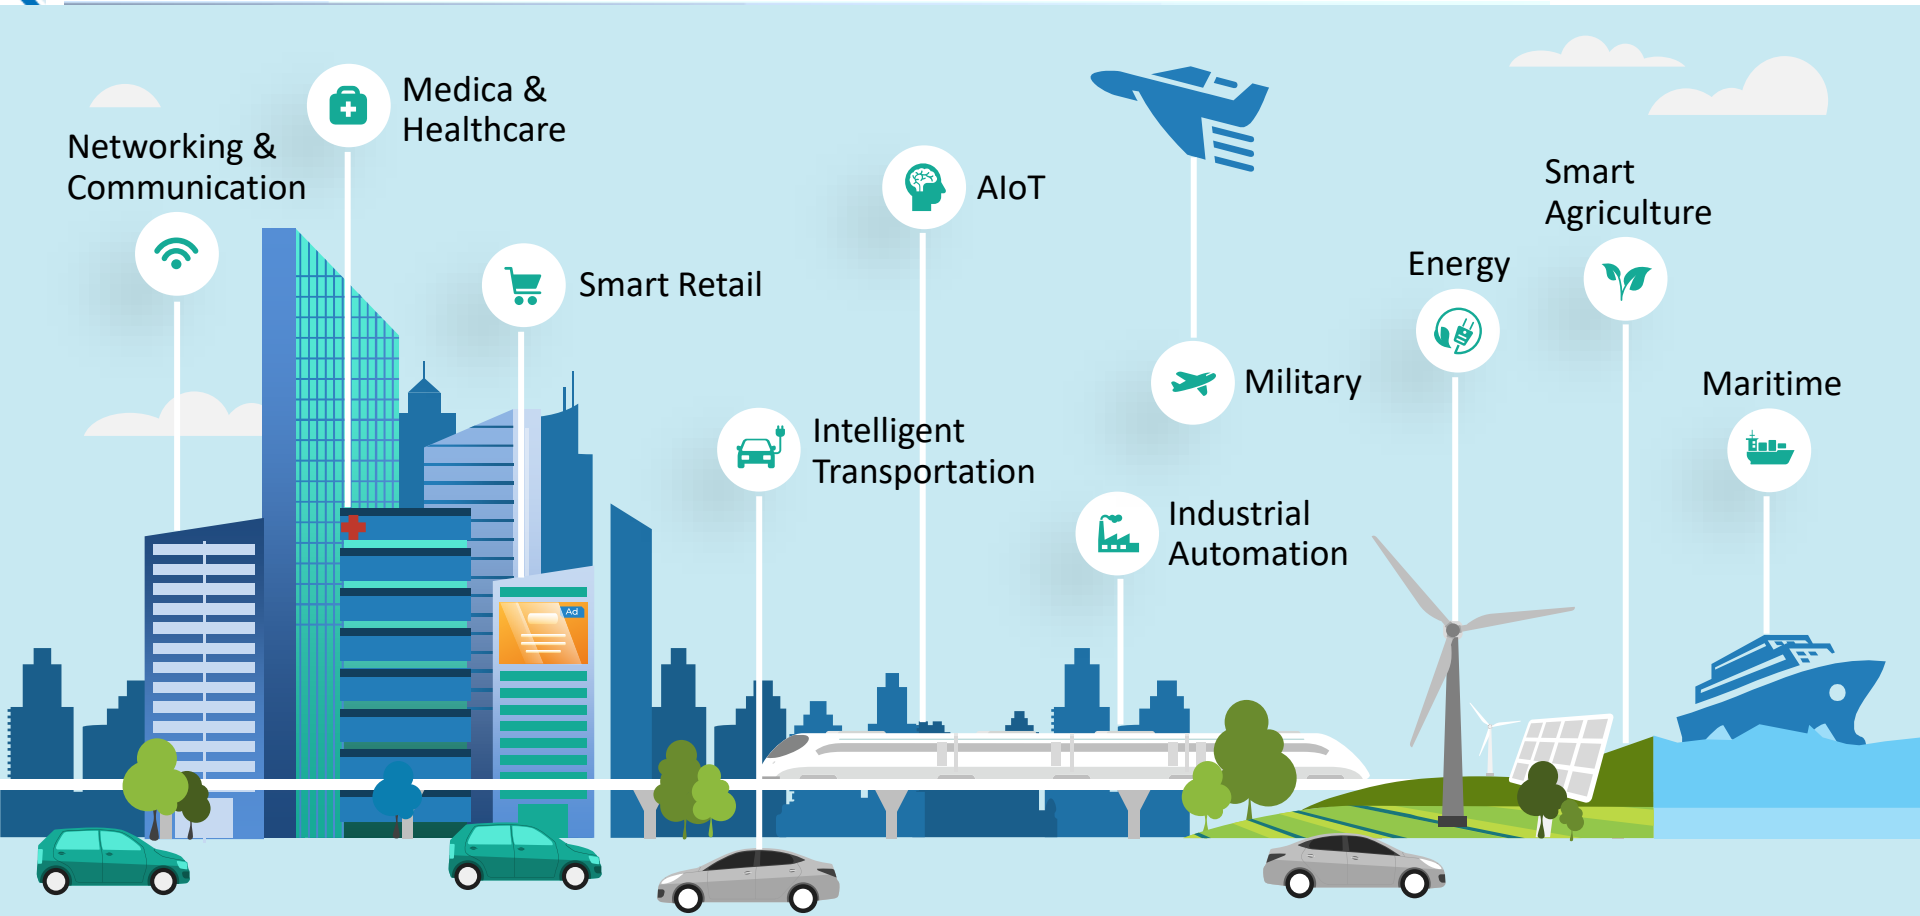 Networking &
Communication
Medica &
Healthcare
Smart Retail
AIoT
Intelligent
Transportation
Military
Industrial
Automation
Energy
Smart
Agriculture
Maritime
Ad